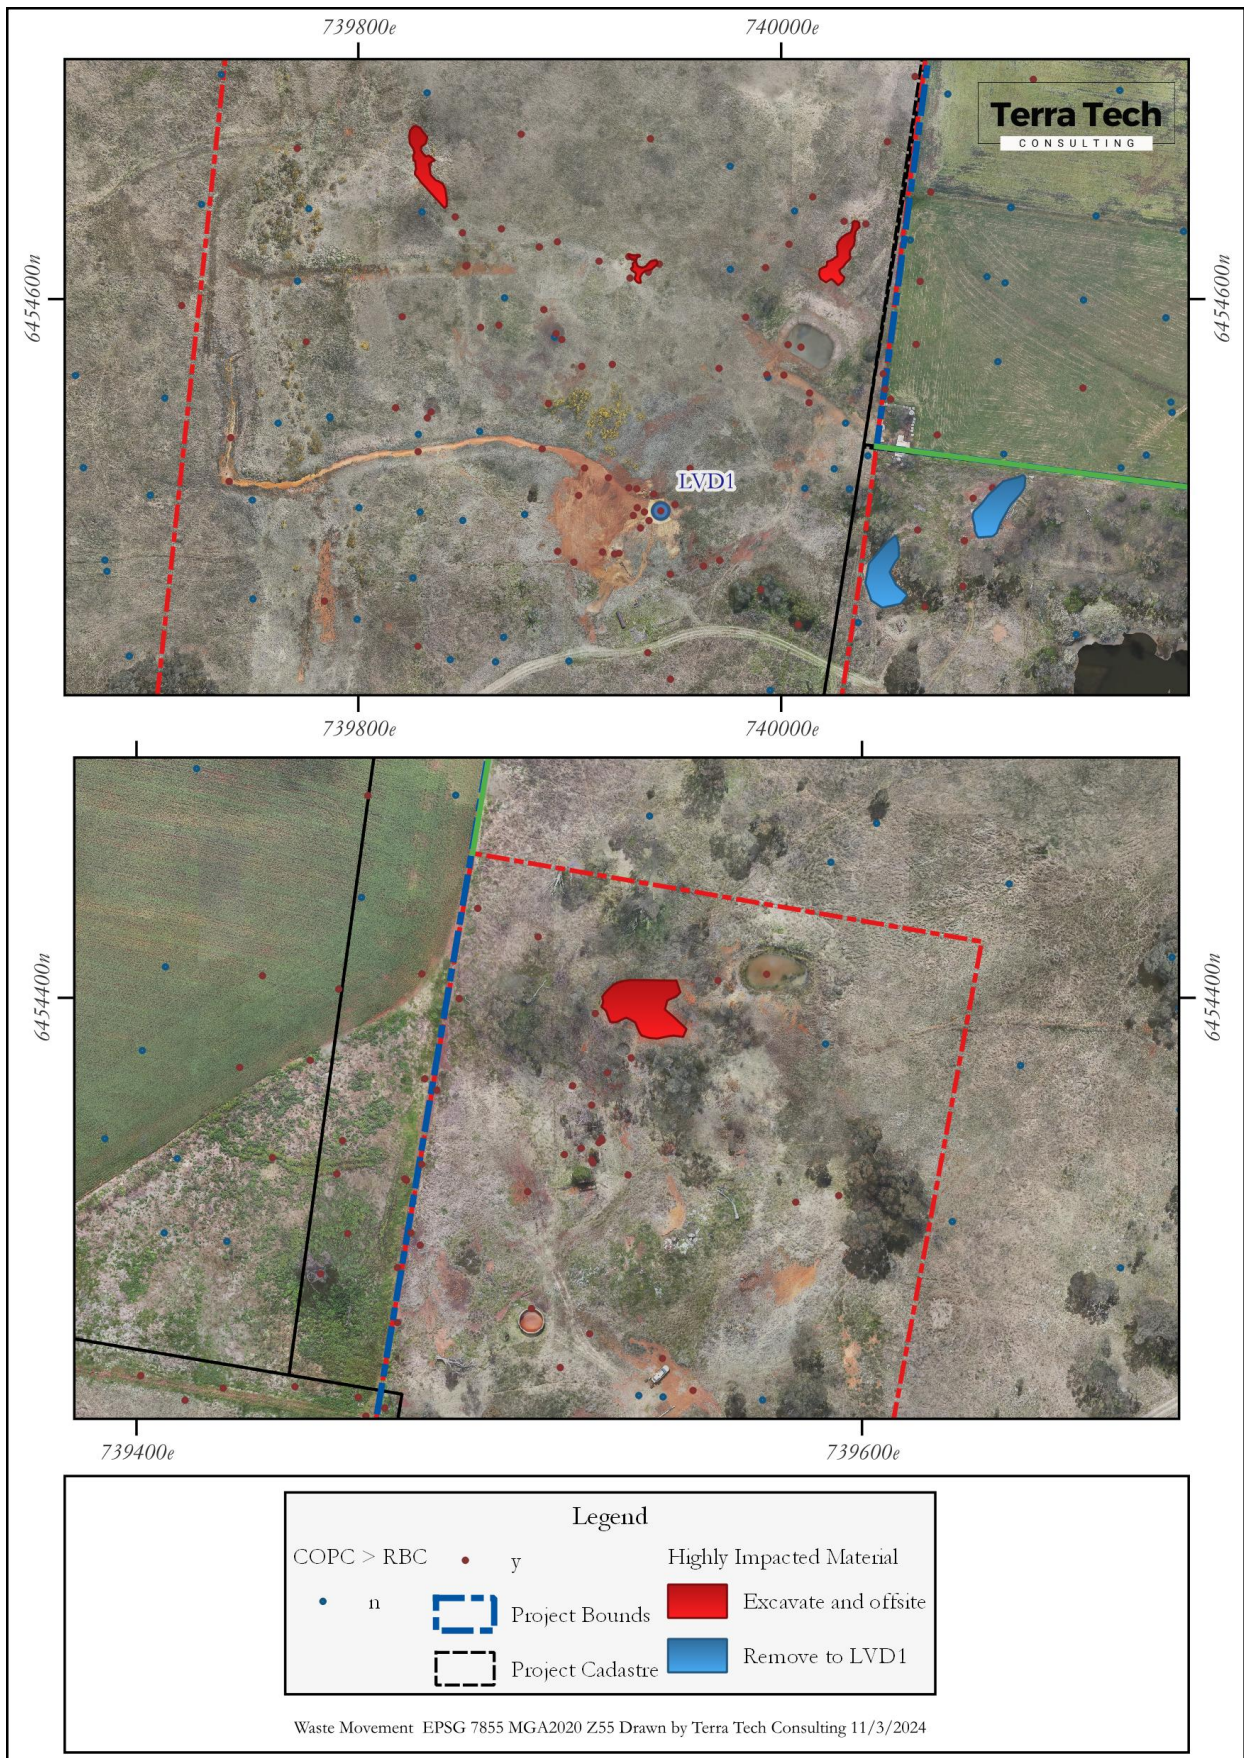 739800e 740000e
Terra Tech
CONSULTING
6454600n 6454600n
LVD1
739800e 740000e
6454400n 6454400n
739400e 739600e
Legend
COPC > RBC y Highly Impacted Material
n Project Bounds Excavate and offsite
Project Cadastre Remove to LVD1
Waste Movement EPSG 7855 MGA2020 Z55 Drawn by Terra Tech Consulting 11/3/2024